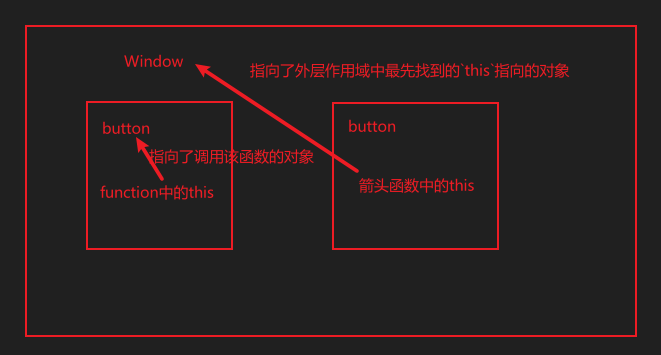 Window
指向了外层作用域中最先找到的`this`指向的对象
button
指向了调用该函数的对象
function中的this
button
箭头函数中的this